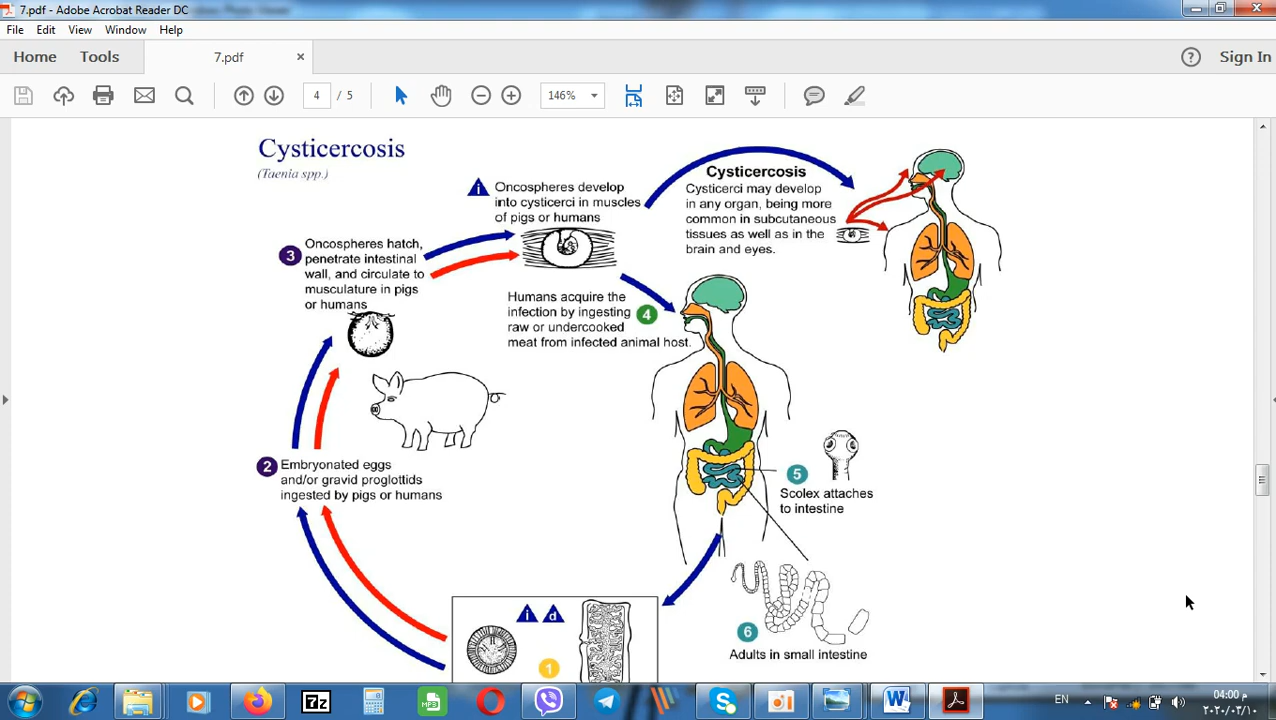 7.pdf - Adobe Acrobat Reader DC
File Edit View Window Help
Home Tools 7.pdf × ? Sign In
4 / 5 146%
Cysticercosis
(Taenia spp.)
i Oncospheres develop
into cysticerci in muscles
of pigs or humans
Cysticercosis
Cysticerci may develop
in any organ, being more
common in subcutaneous
tissues as well as in the
brain and eyes.
3 Oncospheres hatch,
penetrate intestinal
wall, and circulate to
musculature in pigs
or humans
Humans acquire the
infection by ingesting 4
raw or undercooked
meat from infected animal host.
2 Embryonated eggs
and/or gravid proglottids
ingested by pigs or humans
5
Scolex attaches
to intestine
i d
1
6
Adults in small intestine
7z MP3 S W
EN
04:00 م
٢٠٢٠/٠٣/١٠